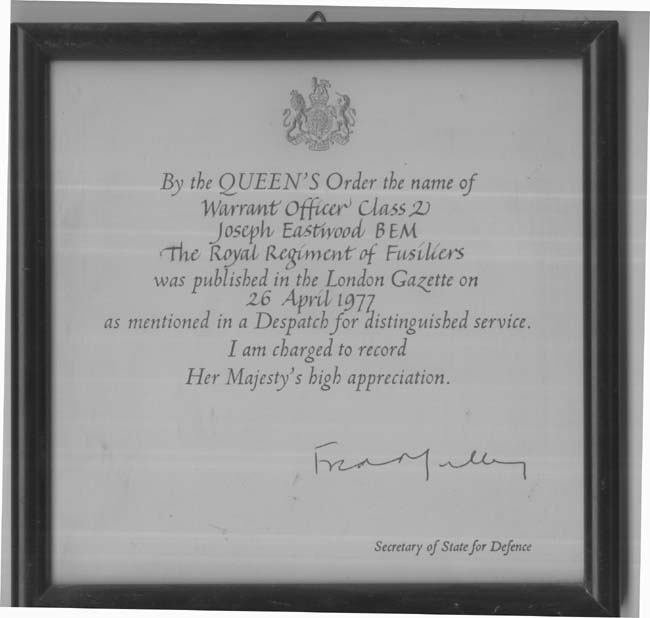 By the QUEEN'S Order the name of
Warrant Officer Class 2
Joseph Eastwood BEM
The Royal Regiment of Fusiliers
was published in the London Gazette on
26 April 1977
as mentioned in a Despatch for distinguished service.
I am charged to record
Her Majesty's high appreciation.
Secretary of State for Defence